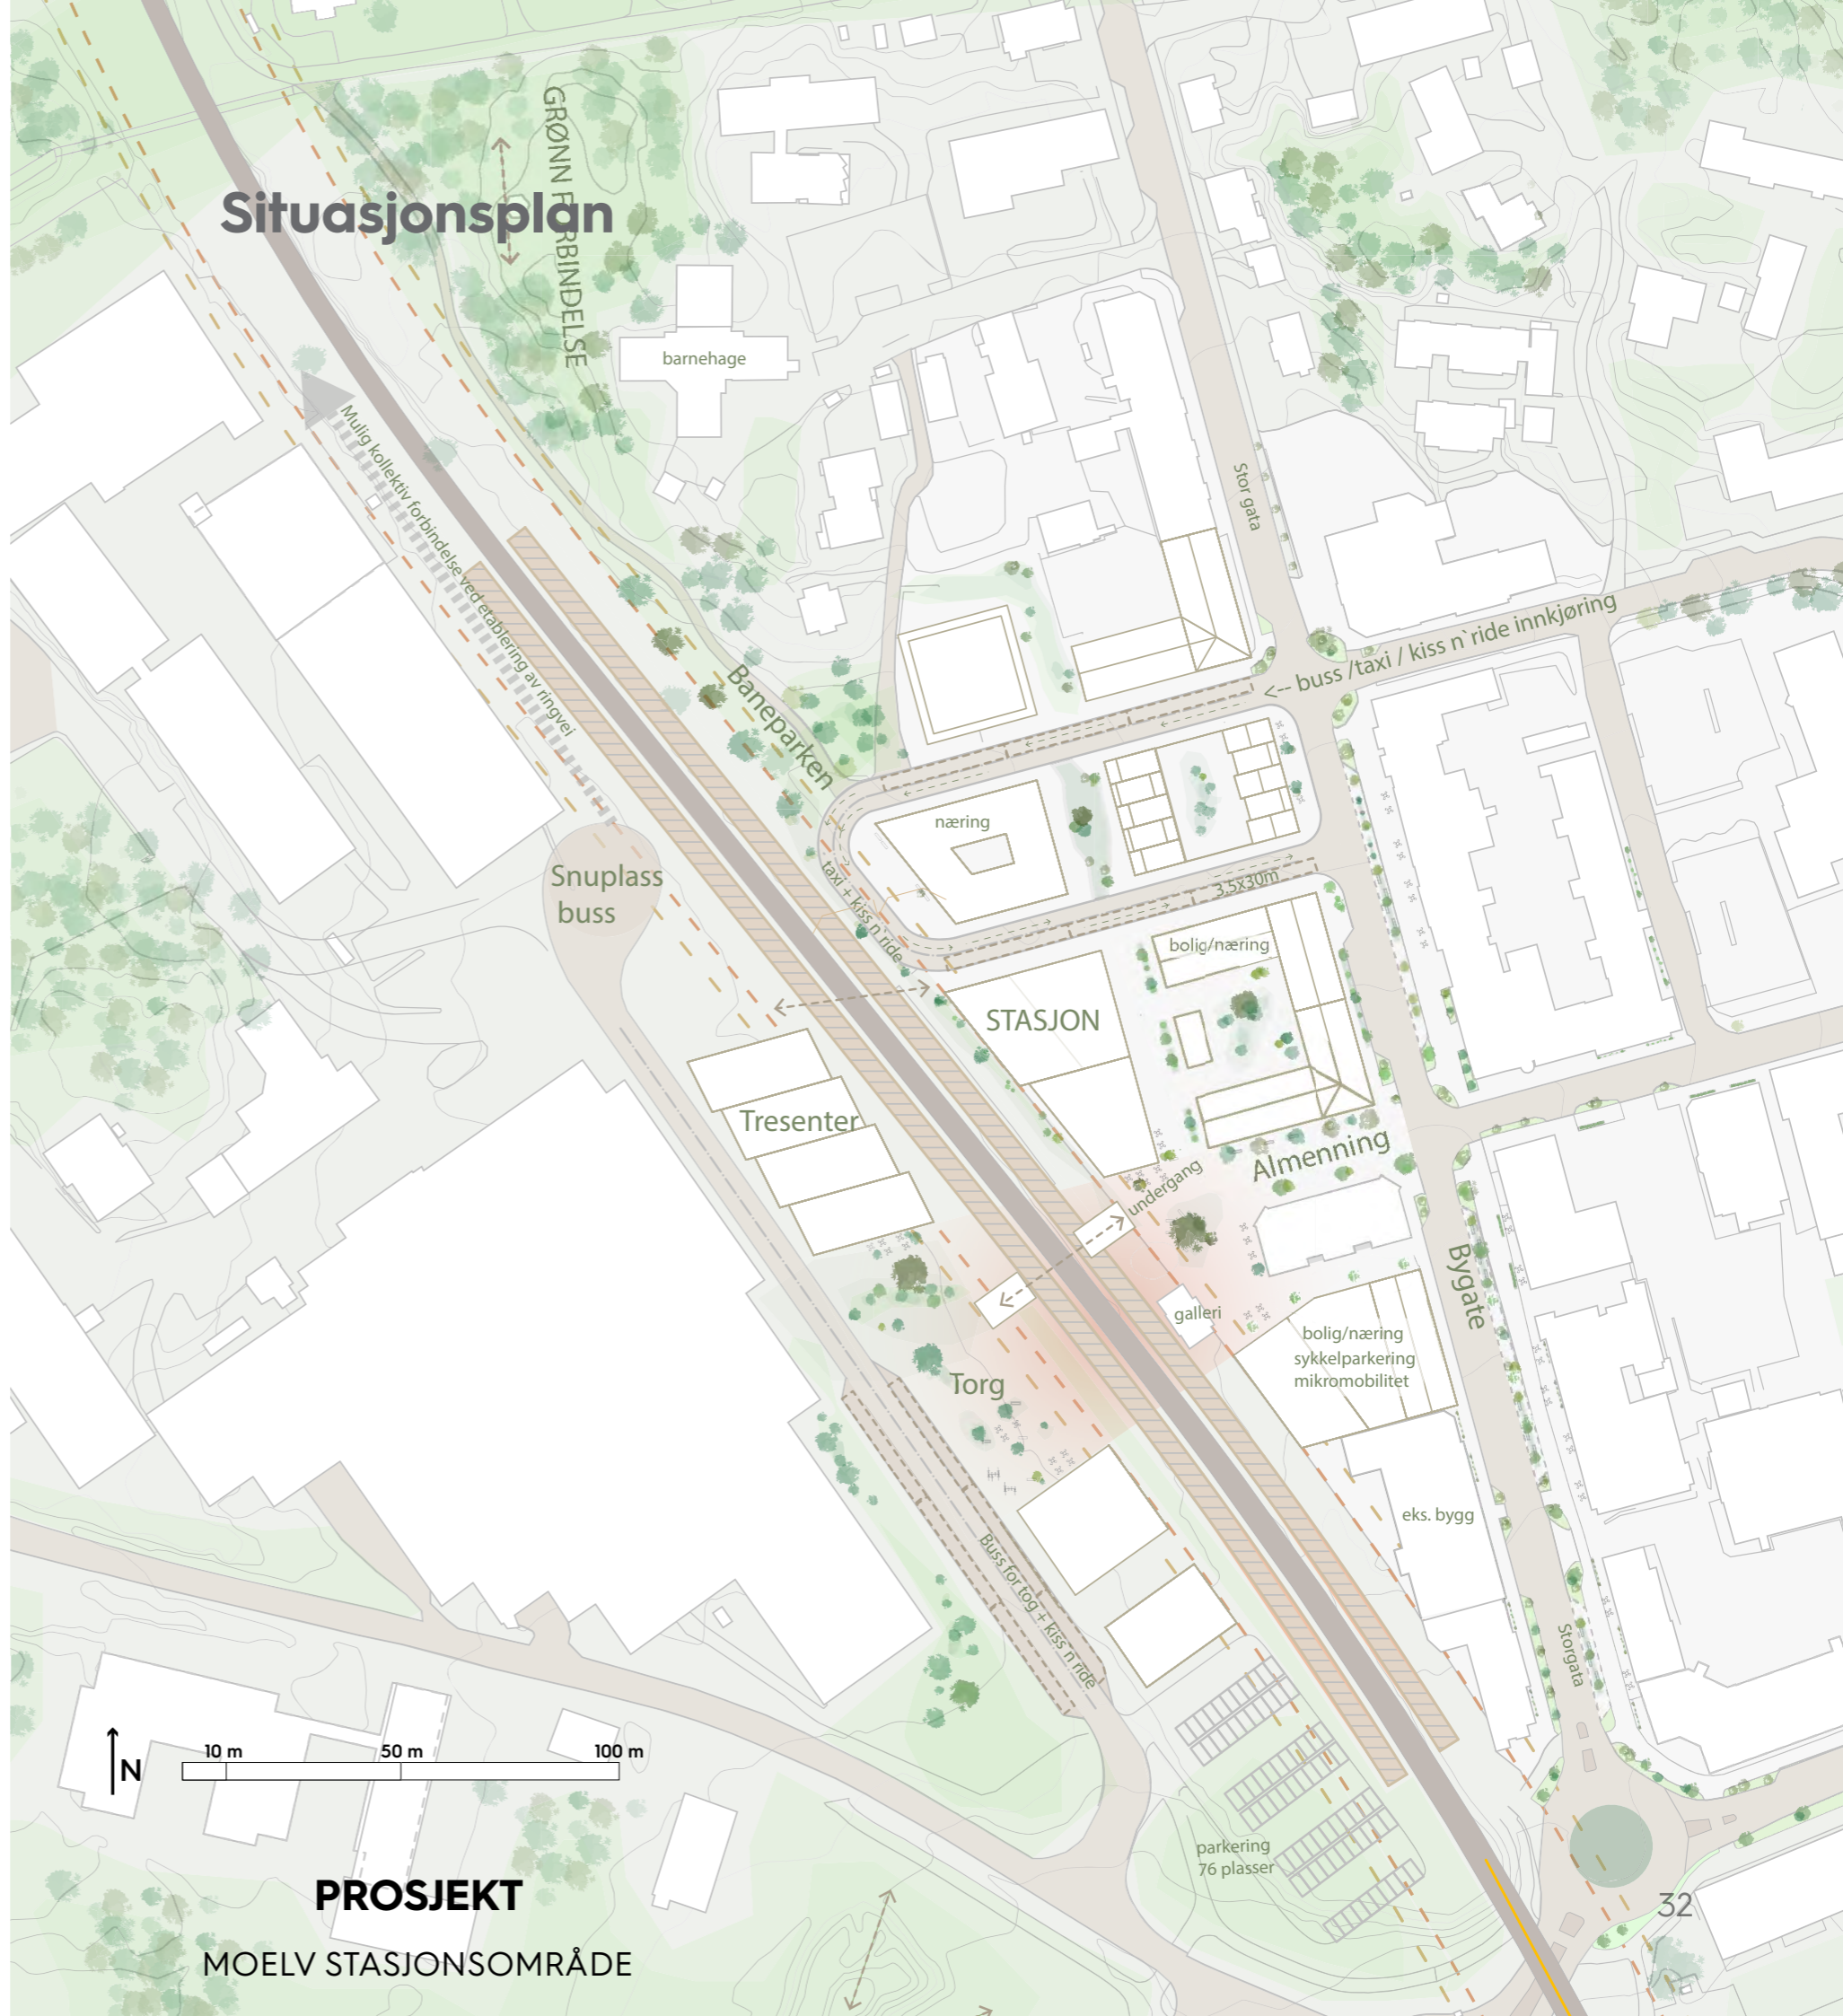 Situasjonsplan
GRØNN FORBINDELSE
barnehage
Mulig kollektiv forbindelse ved etablering av ringvei
Stor gata
<-- buss /taxi / kiss n`ride innkjøring
Baneparken
næring
taxi + kiss n ride
3.5x30m
Snuplass
buss
bolig/næring
STASJON
Tresenter
Almenning
undergang
Bygate
galleri
bolig/næring
sykkelparkering
mikromobilitet
Torg
eks. bygg
Buss for tog + kiss n ride
Storgata
N
10 m
50 m
100 m
parkering
76 plasser
PROSJEKT
MOELV STASJONSOMRÅDE
32